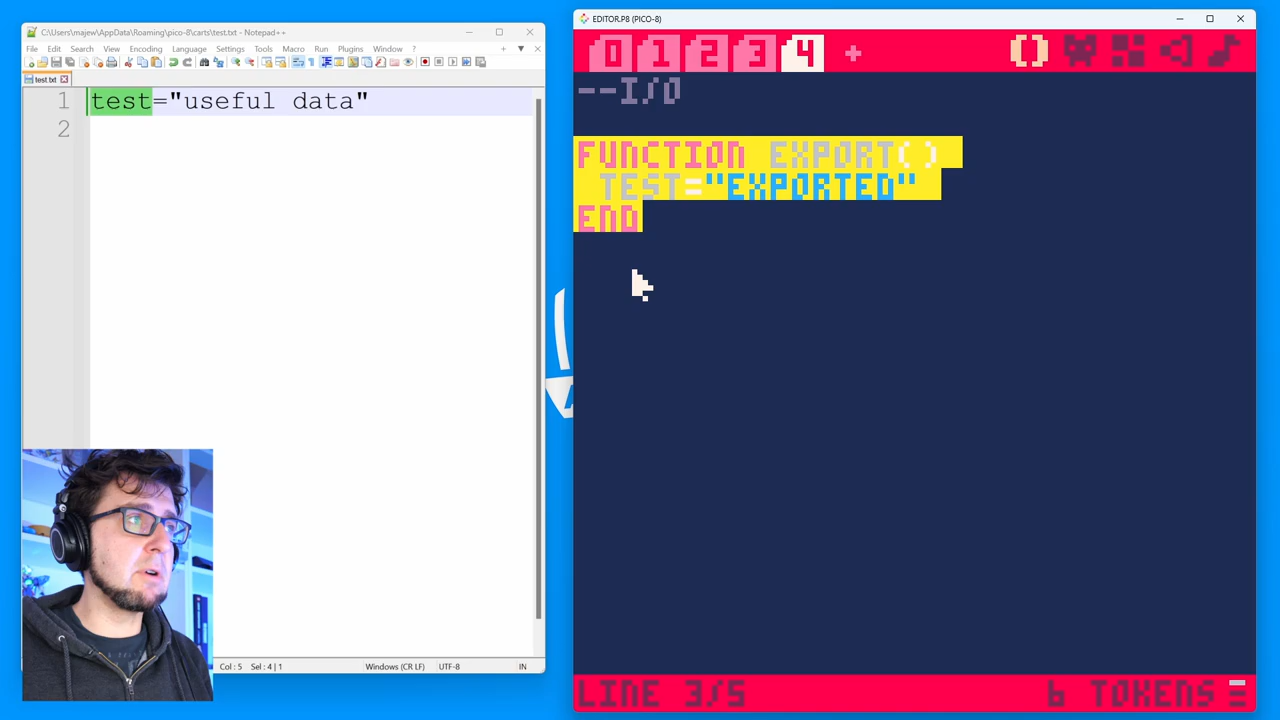 C:\Users\majew\AppData\Roaming\pico-8\carts\test.txt - Notepad++
File Edit Search View Encoding Language Settings Tools Macro Run Plugins Window ?
test.txt
1 test="useful data"
2
Col : 5 Sel : 4 | 1 Windows (CR LF) UTF-8 IN
EDITOR.P8 (PICO-8)
0 1 2 3 4 +
--I/O
FUNCTION EXPORT()
TEST="EXPORTED"
END
LINE 3/5 6 TOKENS